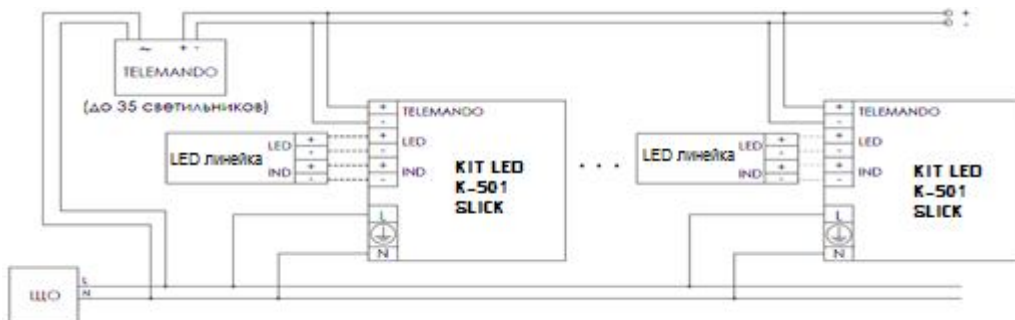 ~ + -
TELEMANDO
(до 35 светильников)
+
-
+ TELEMANDO
-
+ LED
-
+ IND
-
LED линейка
LED +
-
IND +
-
KIT LED
K-501
SLICK
L
N
. . .
LED линейка
LED +
-
IND +
-
+ TELEMANDO
-
+ LED
-
+ IND
-
KIT LED
K-501
SLICK
L
N
ЩО
L
N